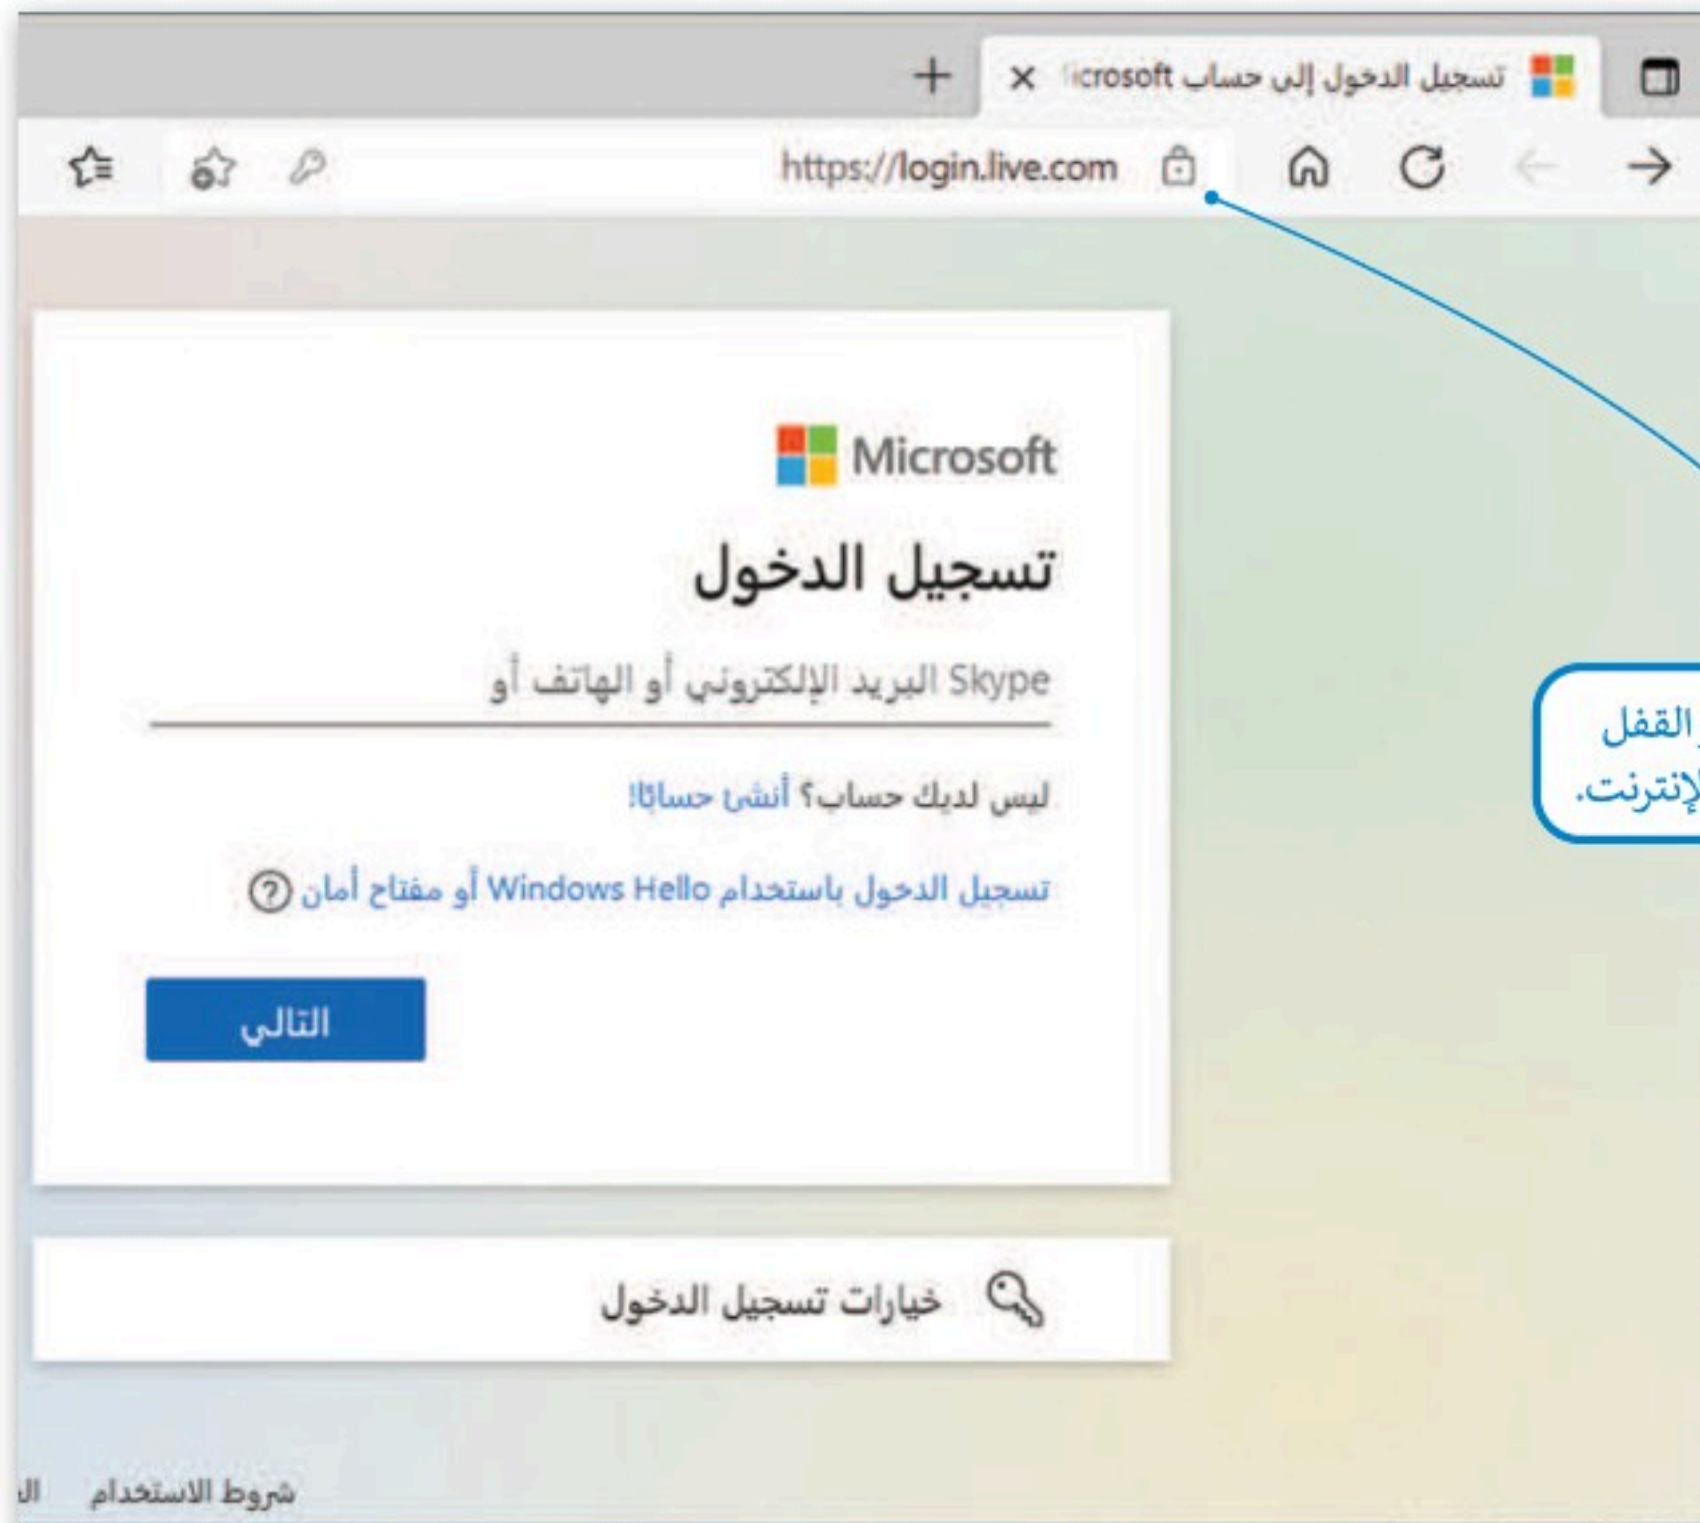 تسجيل الدخول إلى حساب icrosoft
https://login.live.com
Microsoft
تسجيل الدخول
Skype البريد الإلكتروني أو الهاتف أو
ليس لديك حساب؟ أنشئ حسابًا!
تسجيل الدخول باستخدام Windows Hello أو مفتاح أمان
القفل
لإنترنت.
التالي
خيارات تسجيل الدخول
شروط الاستخدام